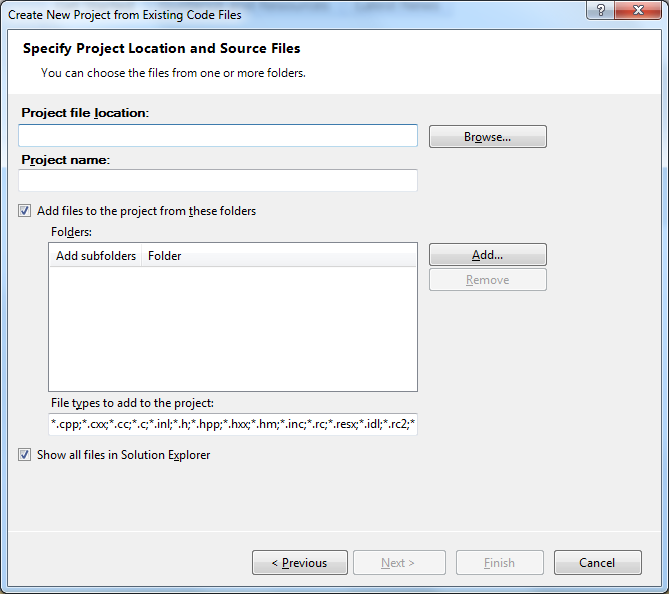 Create New Project from Existing Code Files
Specify Project Location and Source Files
You can choose the files from one or more folders.
Project file location:
Browse...
Project name:
Add files to the project from these folders
Folders:
Add subfolders Folder
Add...
Remove
File types to add to the project:
*.cpp;*.cxx;*.cc;*.c;*.inl;*.h;*.hpp;*.hxx;*.hm;*.inc;*.rc;*.resx;*.idl;*.rc2;*
Show all files in Solution Explorer
< Previous Next > Finish Cancel